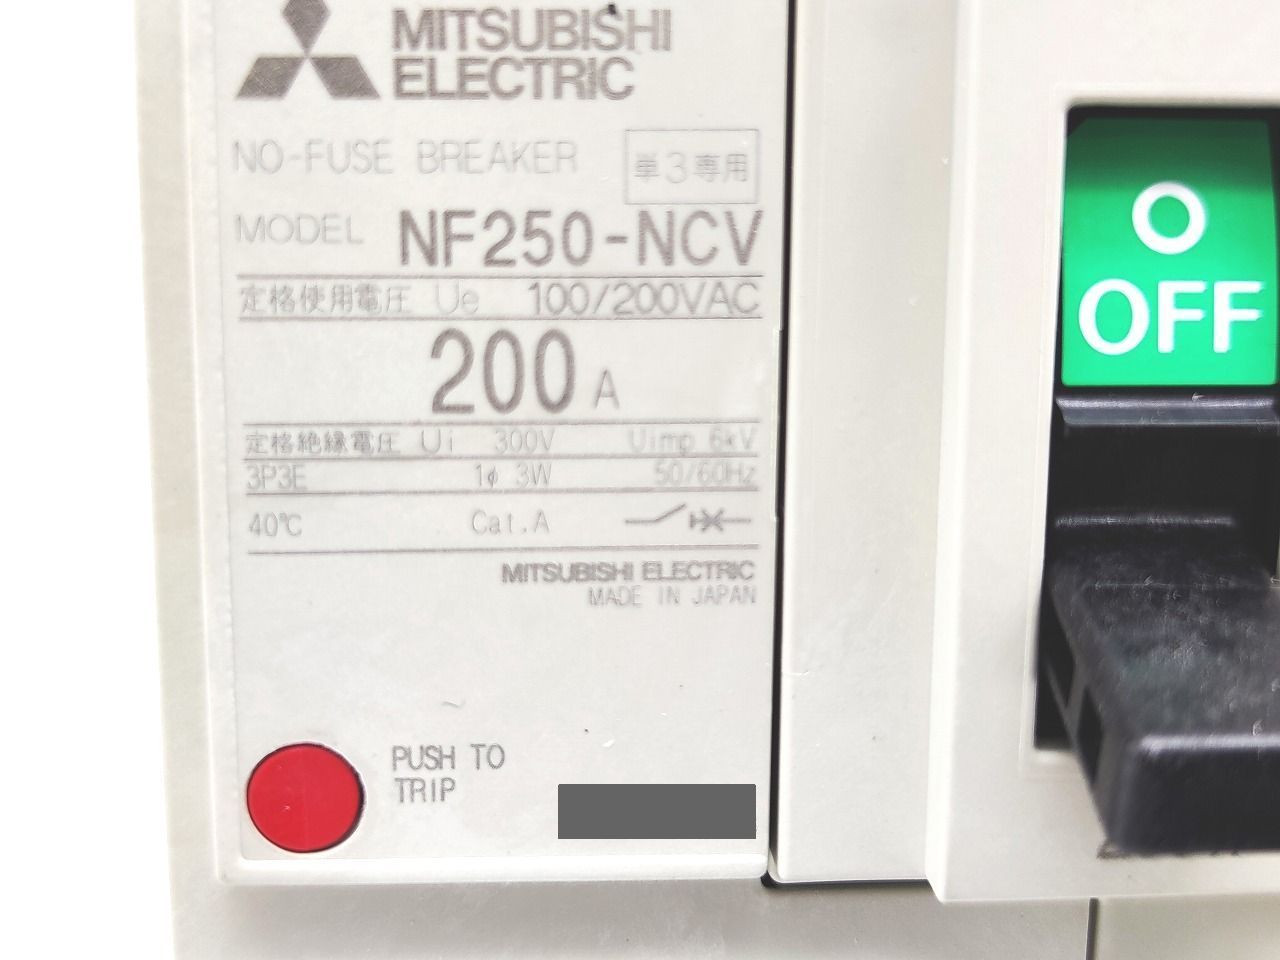 MITSUBISHI
ELECTRIC
NO-FUSE BREAKER 単3専用
MODEL NF250-NCV
定格使用電圧 Ue 100/200VAC
200 A
定格絶縁電圧 Ui 300V Uimp 6kV
3P3E 1ϕ 3W 50/60Hz
40℃ Cat.A
MITSUBISHI ELECTRIC
MADE IN JAPAN
PUSH TO
TRIP
O
OFF